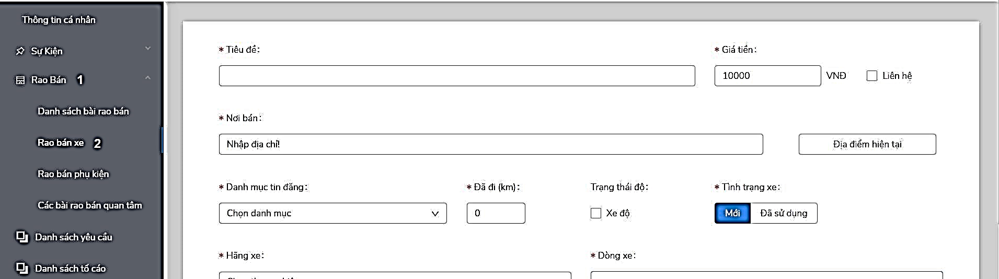 Thông tin cá nhân
Sự Kiện
Rao Bán 1
Danh sách bài rao bán
Rao bán xe 2
Rao bán phụ kiện
Các bài rao bán quan tâm
Danh sách yêu cầu
Danh sách tố cáo
* Tiêu đề:
* Giá tiền:
10000 VNĐ Liên hệ
* Nơi bán:
Nhập địa chỉ! Địa điểm hiện tại
* Danh mục tin đăng: * Đã đi (km): Trạng thái độ: * Tình trạng xe:
Chọn danh mục 0 Xe độ Mới Đã sử dụng
* Hãng xe: * Dòng xe: